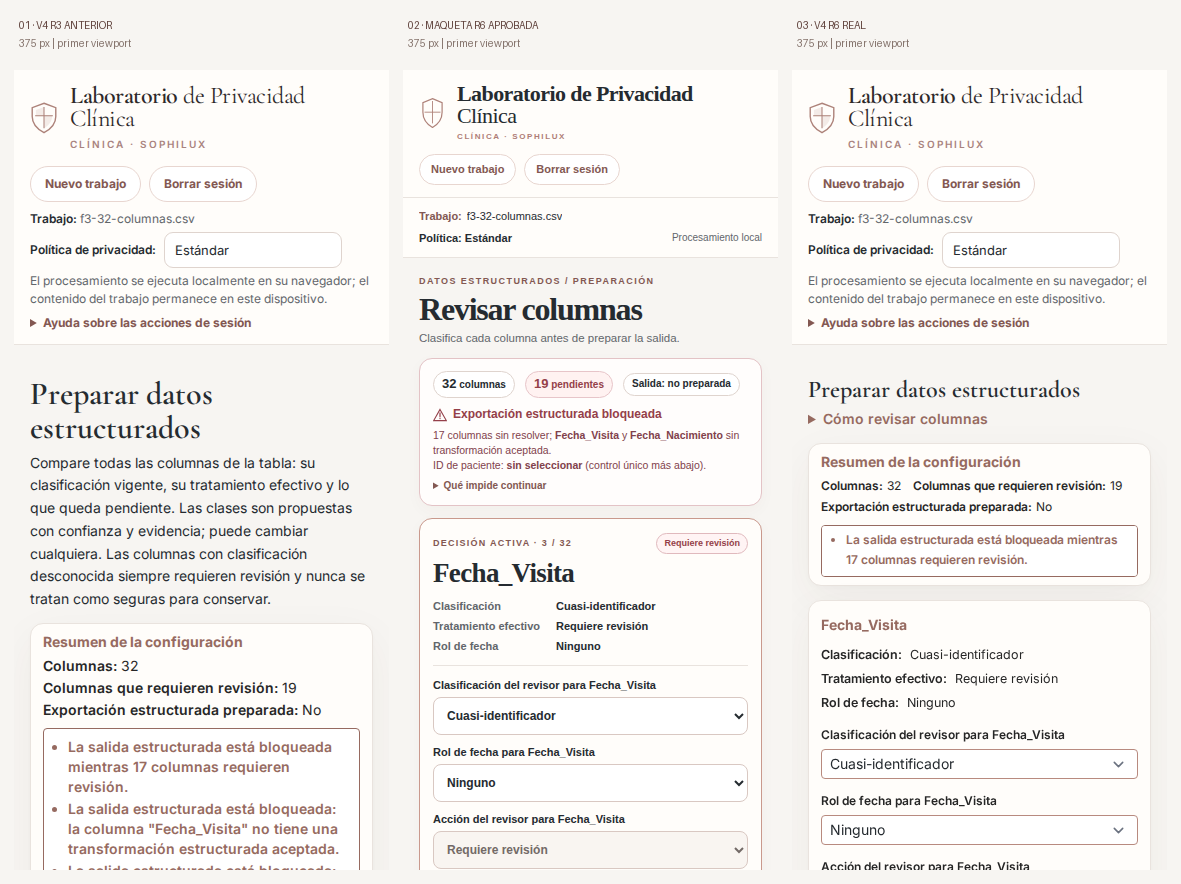 01 · V4 R3 ANTERIOR
375 px | primer viewport
Laboratorio de Privacidad
Clínica
CLÍNICA · SOPHILUX
Nuevo trabajo
Borrar sesión
Trabajo: f3-32-columnas.csv
Política de privacidad: Estándar
El procesamiento se ejecuta localmente en su navegador; el
contenido del trabajo permanece en este dispositivo.
Ayuda sobre las acciones de sesión
Preparar datos
estructurados
Compare todas las columnas de la tabla: su
clasificación vigente, su tratamiento efectivo y lo
que queda pendiente. Las clases son propuestas
con confianza y evidencia; puede cambiar
cualquiera. Las columnas con clasificación
desconocida siempre requieren revisión y nunca se
tratan como seguras para conservar.
Resumen de la configuración
Columnas: 32
Columnas que requieren revisión: 19
Exportación estructurada preparada: No
• La salida estructurada está bloqueada
mientras 17 columnas requieren
revisión.
• La salida estructurada está bloqueada:
la columna "Fecha_Visita" no tiene una
transformación estructurada aceptada.
• La salida estructurada está bloqueada:
02 · MAQUETA R6 APROBADA
375 px | primer viewport
Laboratorio de Privacidad
Clínica
CLÍNICA · SOPHILUX
Nuevo trabajo
Borrar sesión
Trabajo: f3-32-columnas.csv
Política: Estándar
Procesamiento local
DATOS ESTRUCTURADOS / PREPARACIÓN
Revisar columnas
Clasifica cada columna antes de preparar la salida.
32 columnas
19 pendientes
Salida: no preparada
Exportación estructurada bloqueada
17 columnas sin resolver; Fecha_Visita y Fecha_Nacimiento sin
transformación aceptada.
ID de paciente: sin seleccionar (control único más abajo).
Qué impide continuar
DECISIÓN ACTIVA · 3 / 32
Requiere revisión
Fecha_Visita
Clasificación Cuasi-identificador
Tratamiento efectivo Requiere revisión
Rol de fecha Ninguno
Clasificación del revisor para Fecha_Visita
Cuasi-identificador
Rol de fecha para Fecha_Visita
Ninguno
Acción del revisor para Fecha_Visita
Requiere revisión
03 · V4 R6 REAL
375 px | primer viewport
Laboratorio de Privacidad
Clínica
CLÍNICA · SOPHILUX
Nuevo trabajo
Borrar sesión
Trabajo: f3-32-columnas.csv
Política de privacidad: Estándar
El procesamiento se ejecuta localmente en su navegador; el
contenido del trabajo permanece en este dispositivo.
Ayuda sobre las acciones de sesión
Preparar datos estructurados
Cómo revisar columnas
Resumen de la configuración
Columnas: 32 Columnas que requieren revisión: 19
Exportación estructurada preparada: No
• La salida estructurada está bloqueada mientras
17 columnas requieren revisión.
Fecha_Visita
Clasificación: Cuasi-identificador
Tratamiento efectivo: Requiere revisión
Rol de fecha: Ninguno
Clasificación del revisor para Fecha_Visita
Cuasi-identificador
Rol de fecha para Fecha_Visita
Ninguno
Acción del revisor para Fecha_Visita